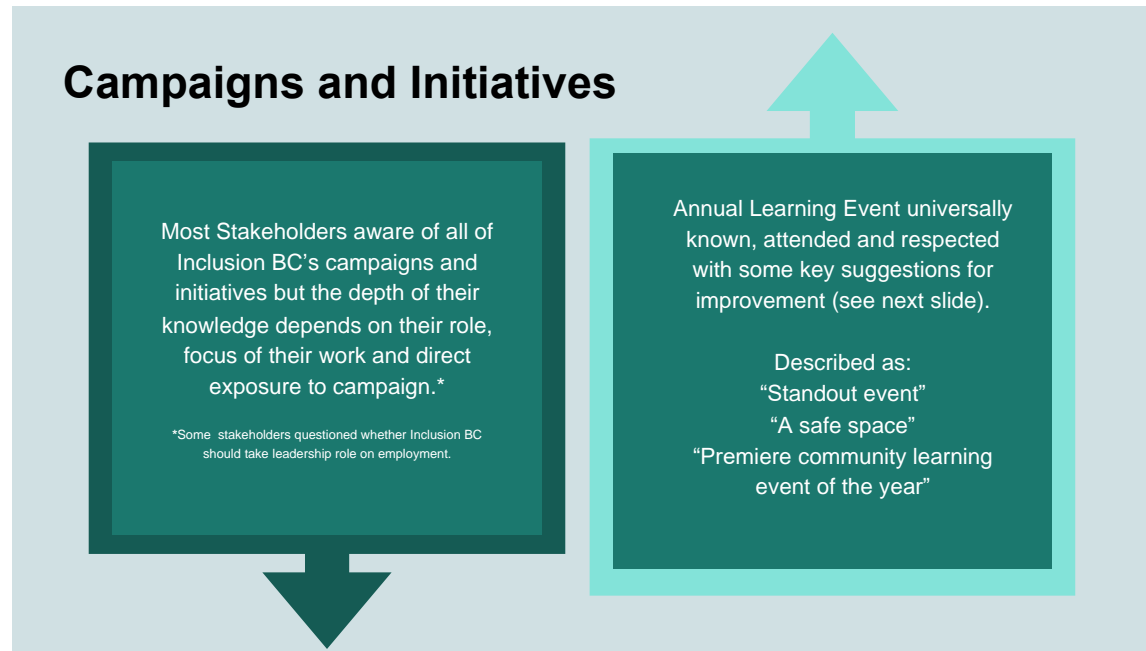 Campaigns and Initiatives
Most Stakeholders aware of all of
Inclusion BC’s campaigns and
initiatives but the depth of their
knowledge depends on their role,
focus of their work and direct
exposure to campaign.*
*Some stakeholders questioned whether Inclusion BC
should take leadership role on employment.
Annual Learning Event universally
known, attended and respected
with some key suggestions for
improvement (see next slide).
Described as:
“Standout event”
“A safe space”
“Premiere community learning
event of the year”